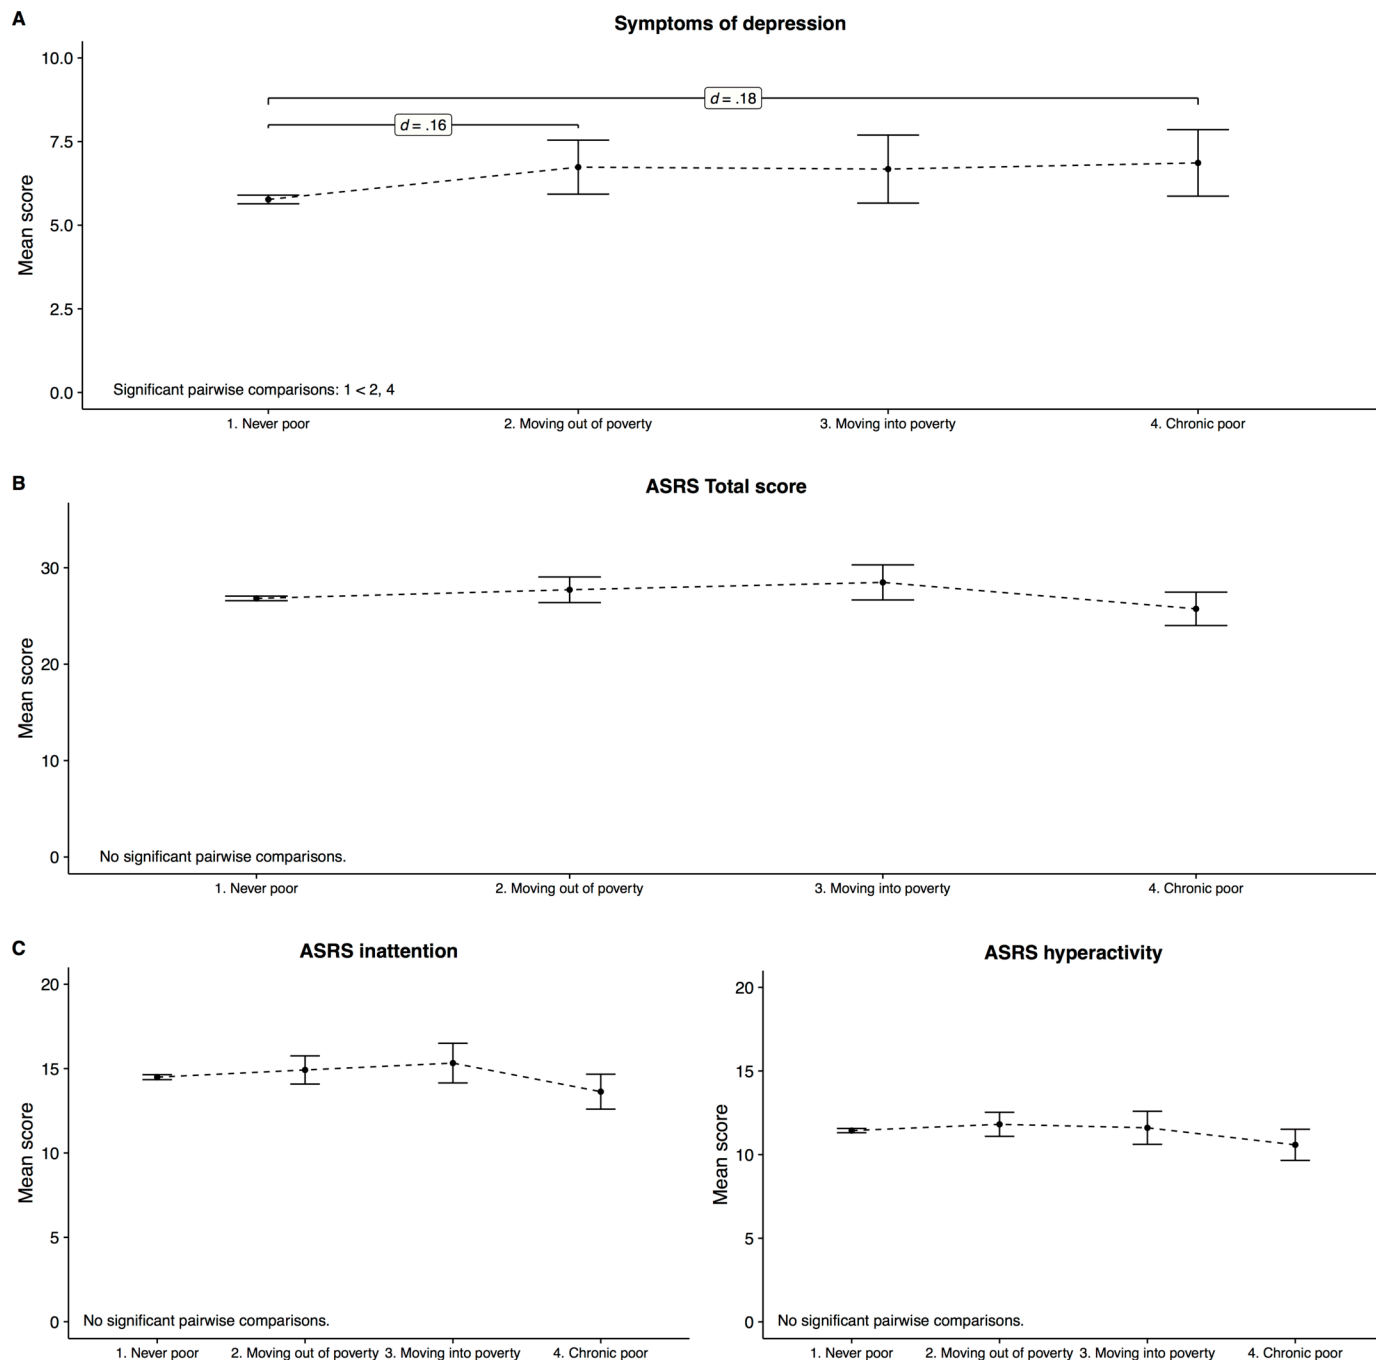 A
Symptoms of depression
10.0
7.5
5.0
2.5
0.0
Mean score
d = .18
d = .16
Significant pairwise comparisons: 1 < 2, 4
1. Never poor
2. Moving out of poverty
3. Moving into poverty
4. Chronic poor
B
ASRS Total score
30
20
10
0
Mean score
No significant pairwise comparisons.
1. Never poor
2. Moving out of poverty
3. Moving into poverty
4. Chronic poor
C
ASRS inattention
20
15
10
5
0
Mean score
No significant pairwise comparisons.
1. Never poor
2. Moving out of poverty
3. Moving into poverty
4. Chronic poor
ASRS hyperactivity
20
15
10
5
0
Mean score
No significant pairwise comparisons.
1. Never poor
2. Moving out of poverty
3. Moving into poverty
4. Chronic poor